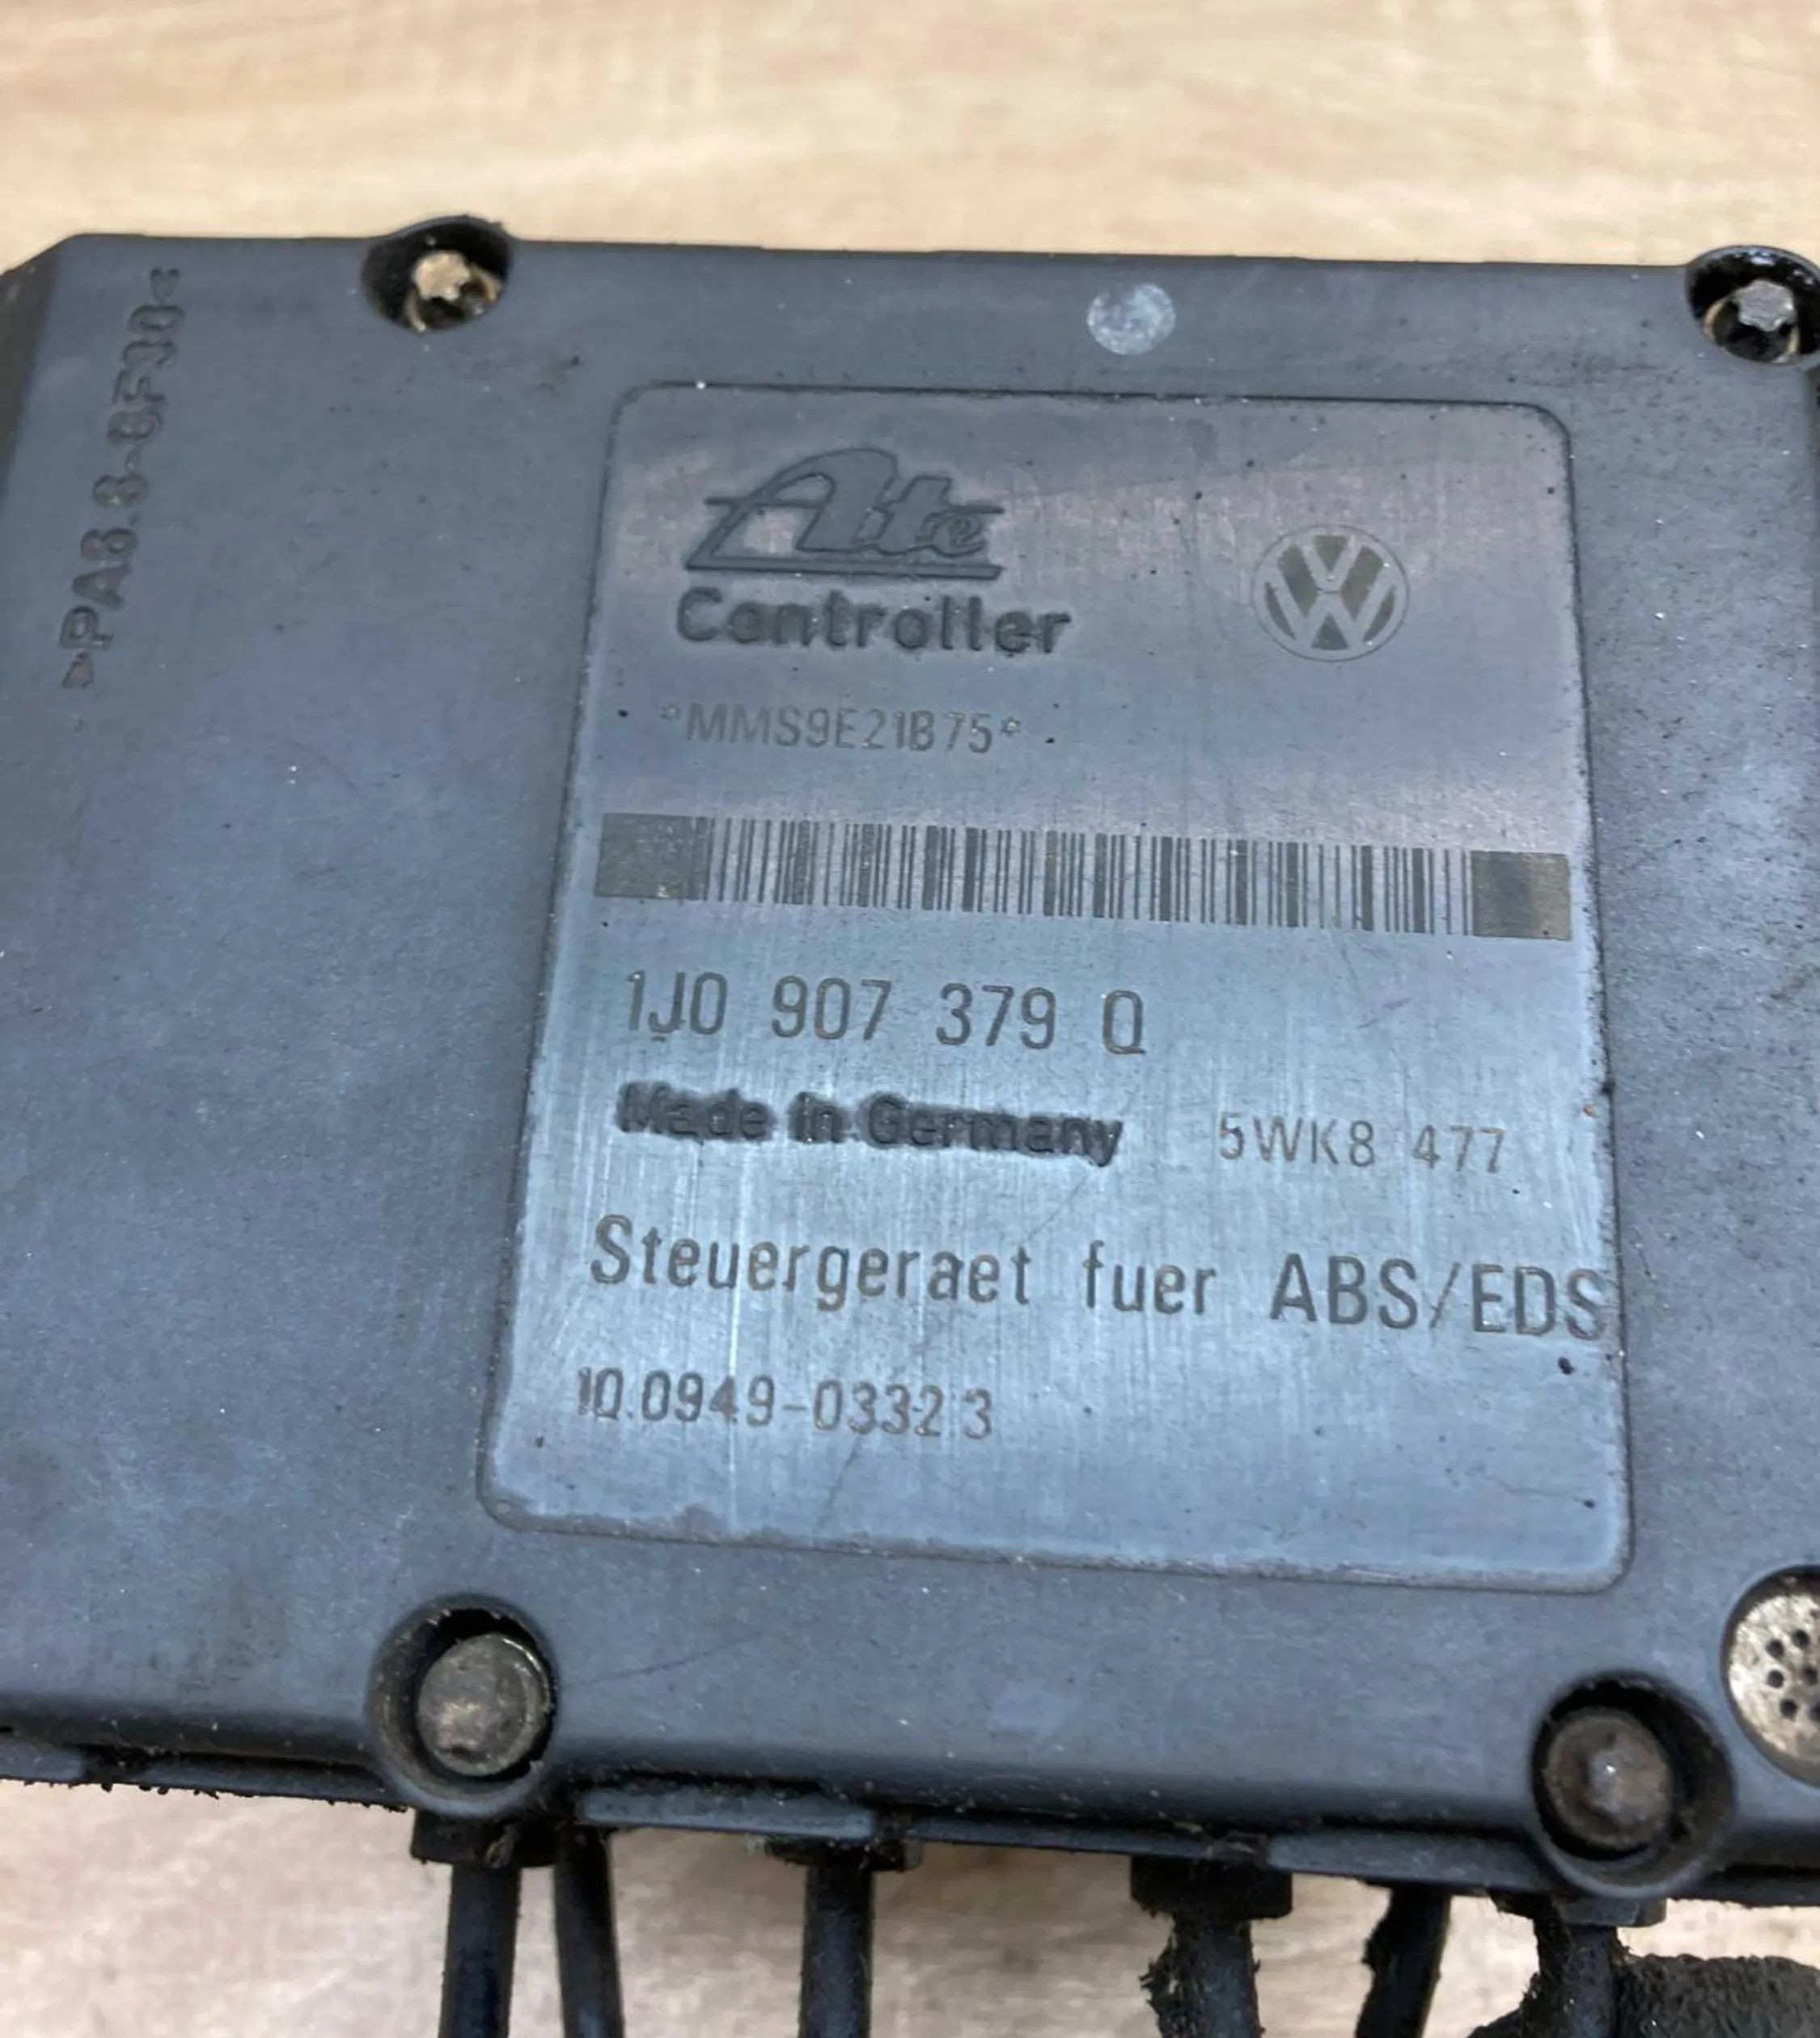 >PA6.6-GF30<
Ate
Controller
*MMS9E21B75*
1J0 907 379 Q
Made in Germany 5WK8 477
Steuergeraet fuer ABS/EDS
10.0949-0332.3